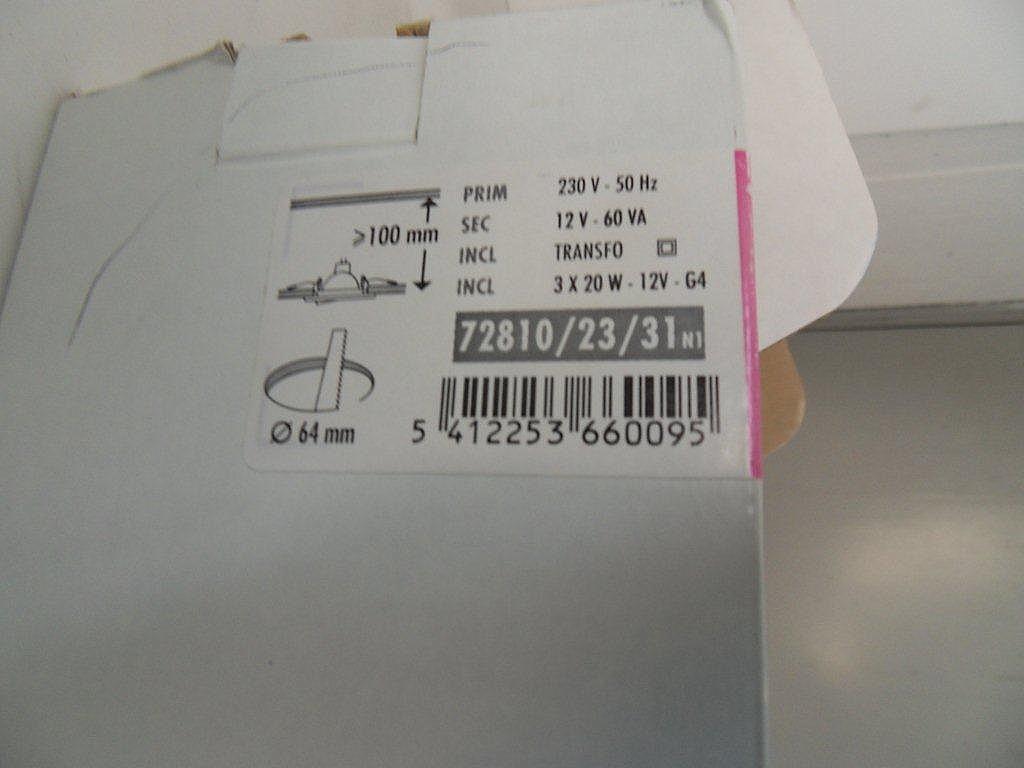 PRIM 230 V - 50 Hz
SEC 12 V - 60 VA
INCL TRANSFO
INCL 3 X 20 W - 12V - G4
≥100 mm
72810/23/31 N1
Ø 64 mm
5 412253 660095